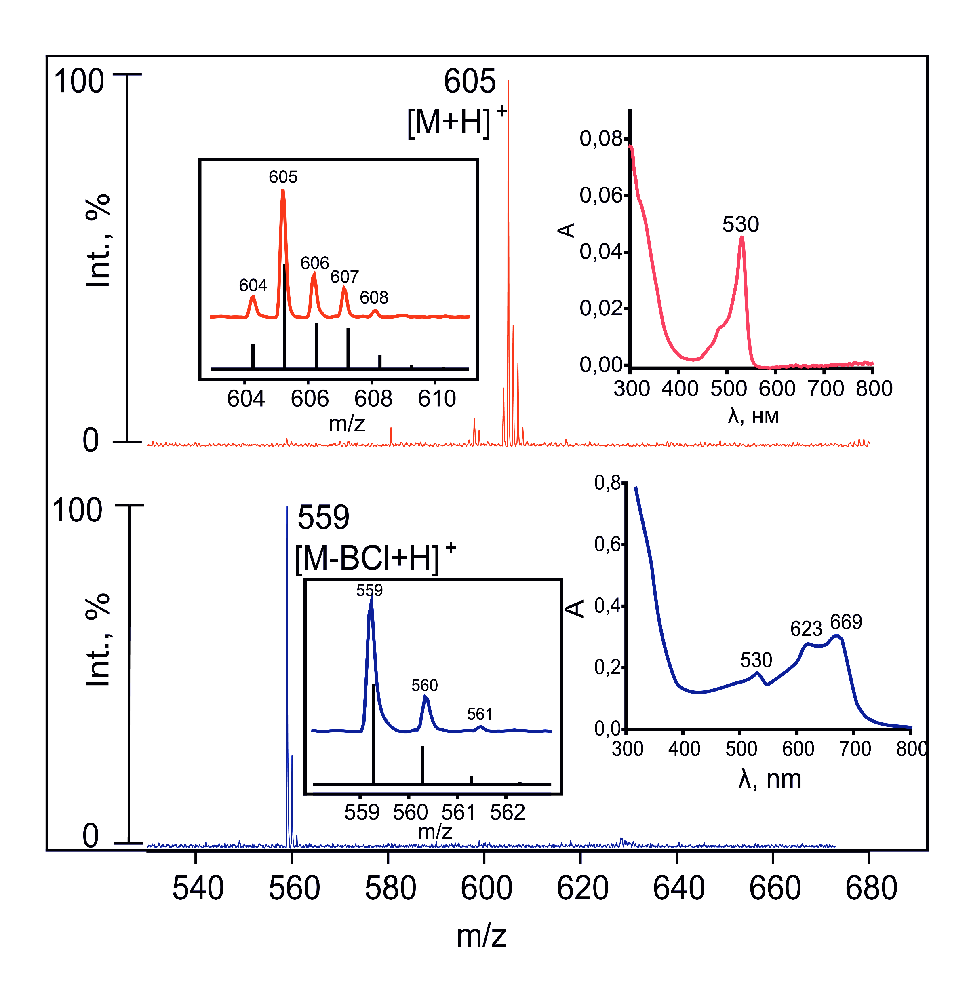 100
605
[M+H]+
Int., %
0
605
604
606
607
608
604 606 608 610
m/z
0,08
0,06
0,04
0,02
0,00
A
530
300 400 500 600 700 800
λ, нм
100
559
[M-BCl+H]+
Int., %
0
559
560
561
559 560 561 562
m/z
0,8
0,6
0,4
0,2
0,0
A
530
623
669
300 400 500 600 700 800
λ, nm
540 560 580 600 620 640 660 680
m/z